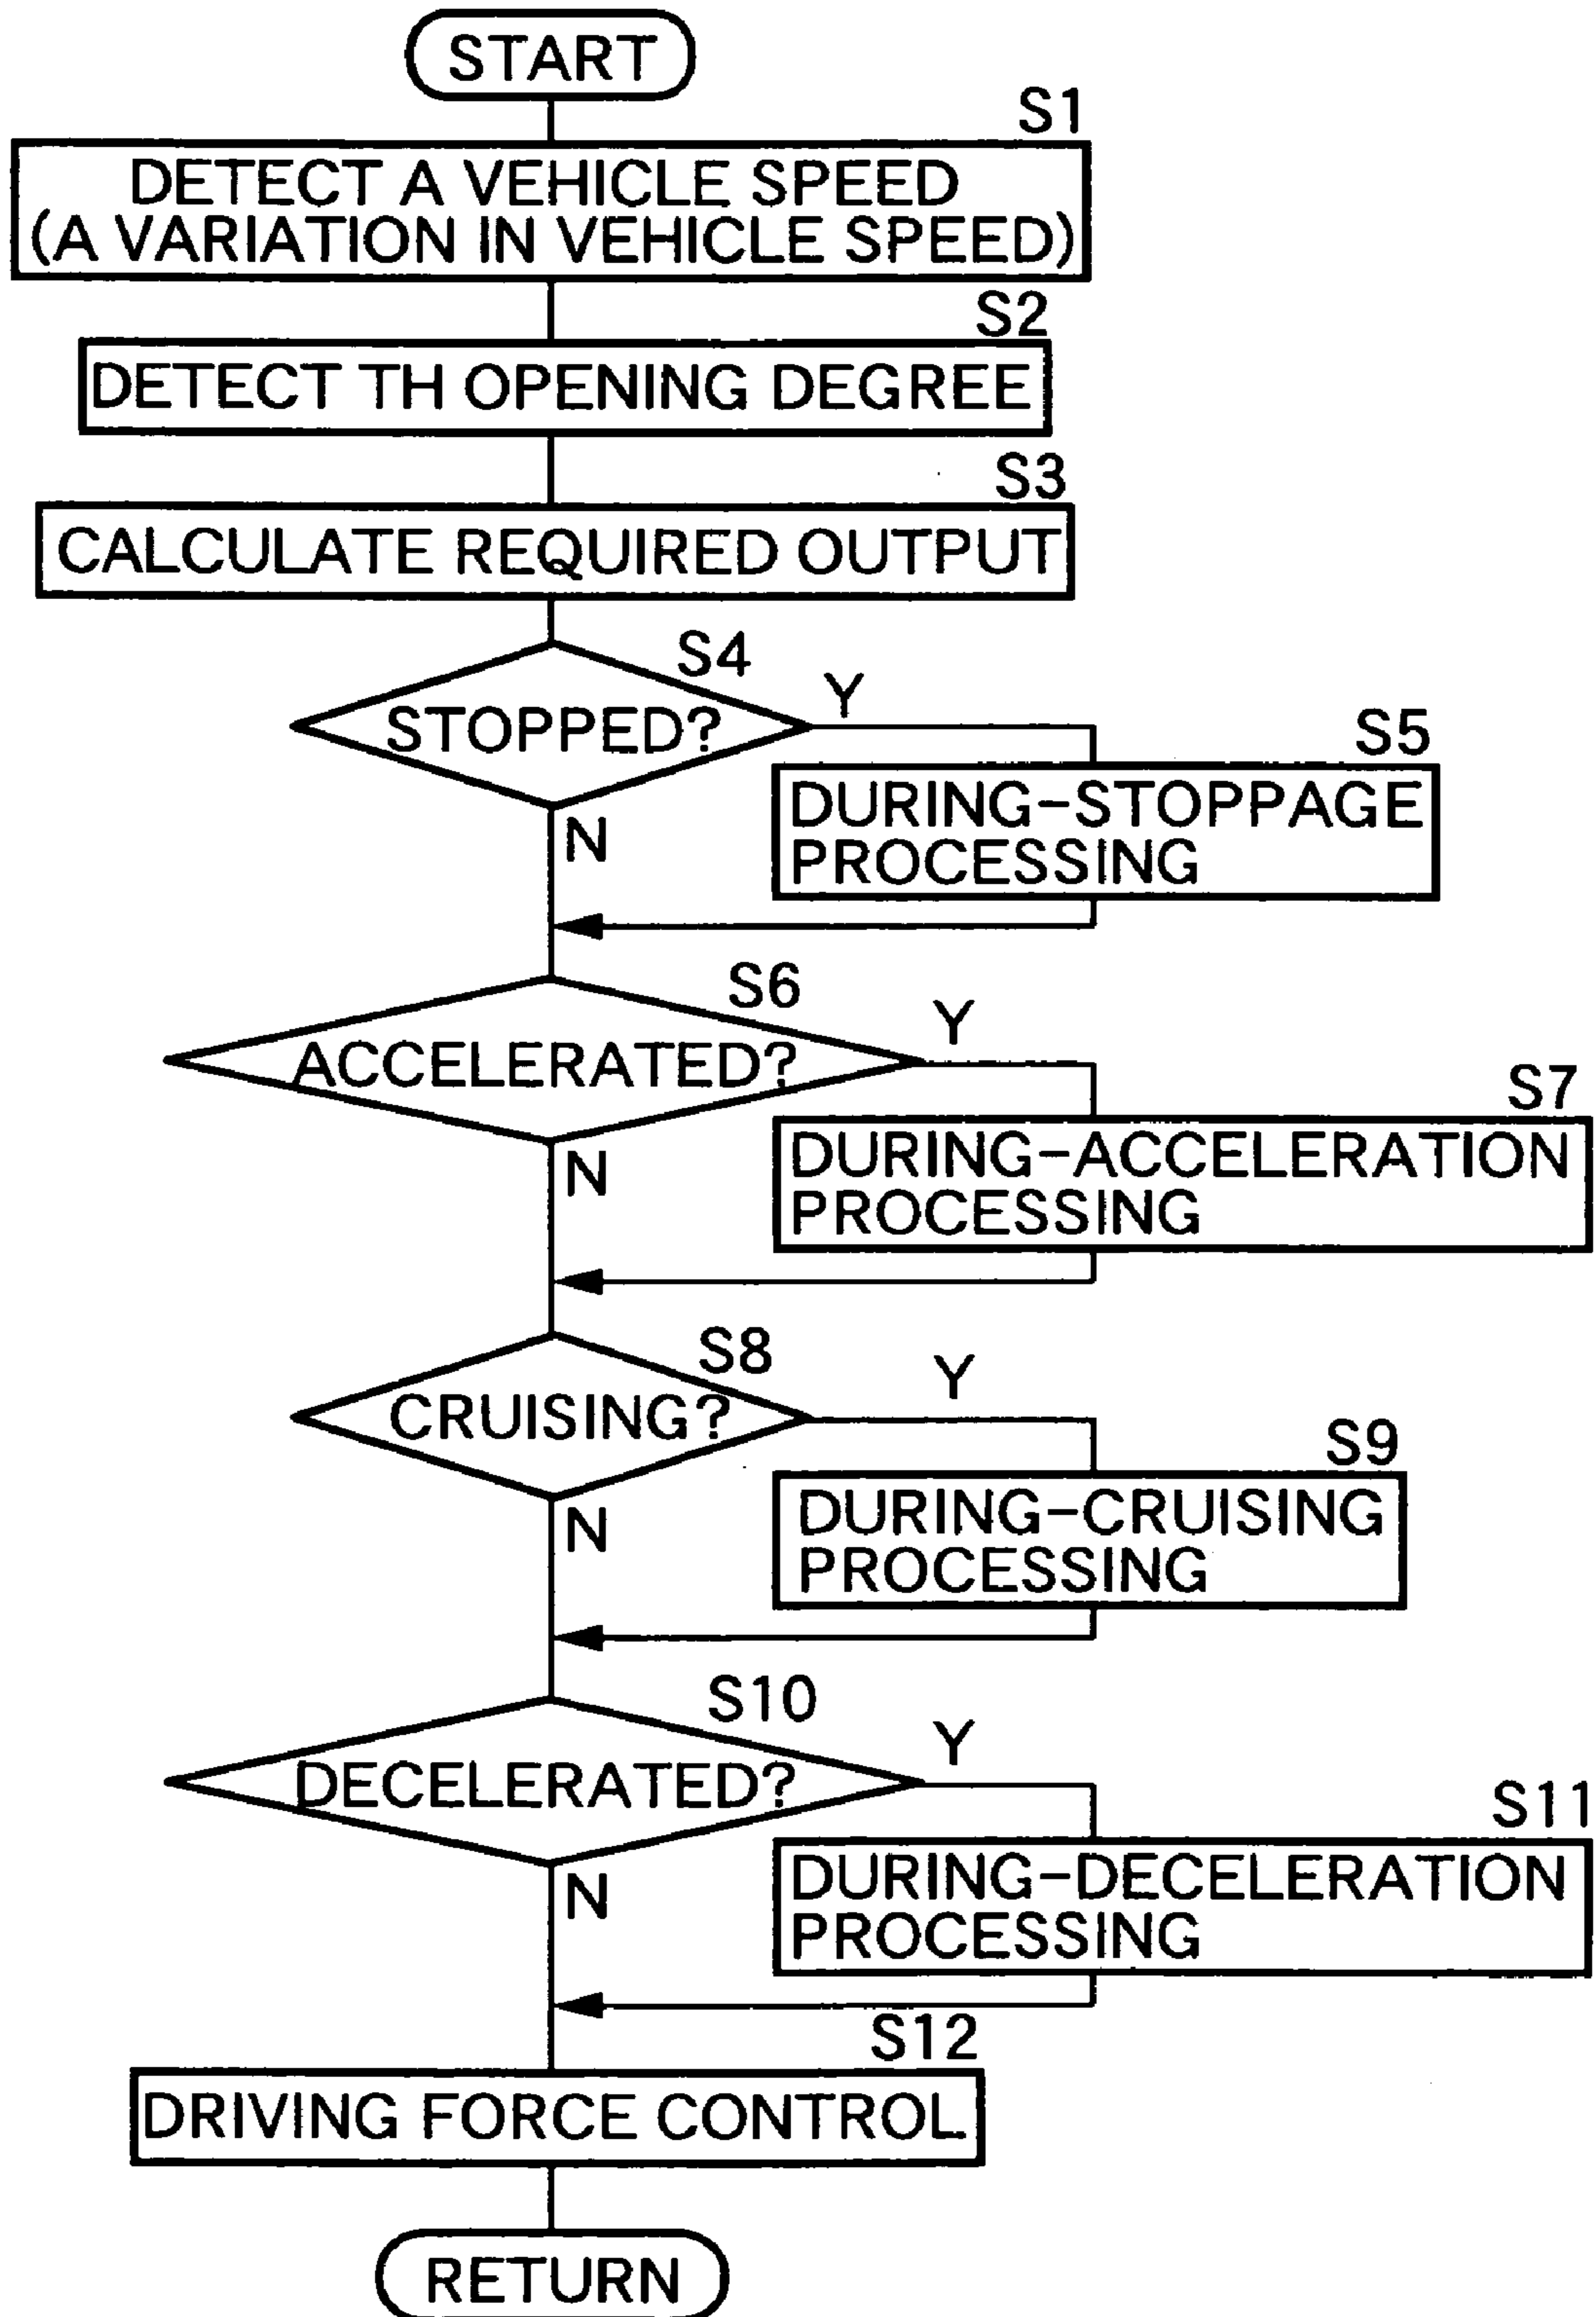 START
S1
DETECT A VEHICLE SPEED
(A VARIATION IN VEHICLE SPEED)
S2
DETECT TH OPENING DEGREE
S3
CALCULATE REQUIRED OUTPUT
S4
STOPPED?
Y
N
S5
DURING-STOPPAGE
PROCESSING
S6
ACCELERATED?
Y
N
S7
DURING-ACCELERATION
PROCESSING
S8
CRUISING?
Y
N
S9
DURING-CRUISING
PROCESSING
S10
DECELERATED?
Y
N
S11
DURING-DECELERATION
PROCESSING
S12
DRIVING FORCE CONTROL
RETURN